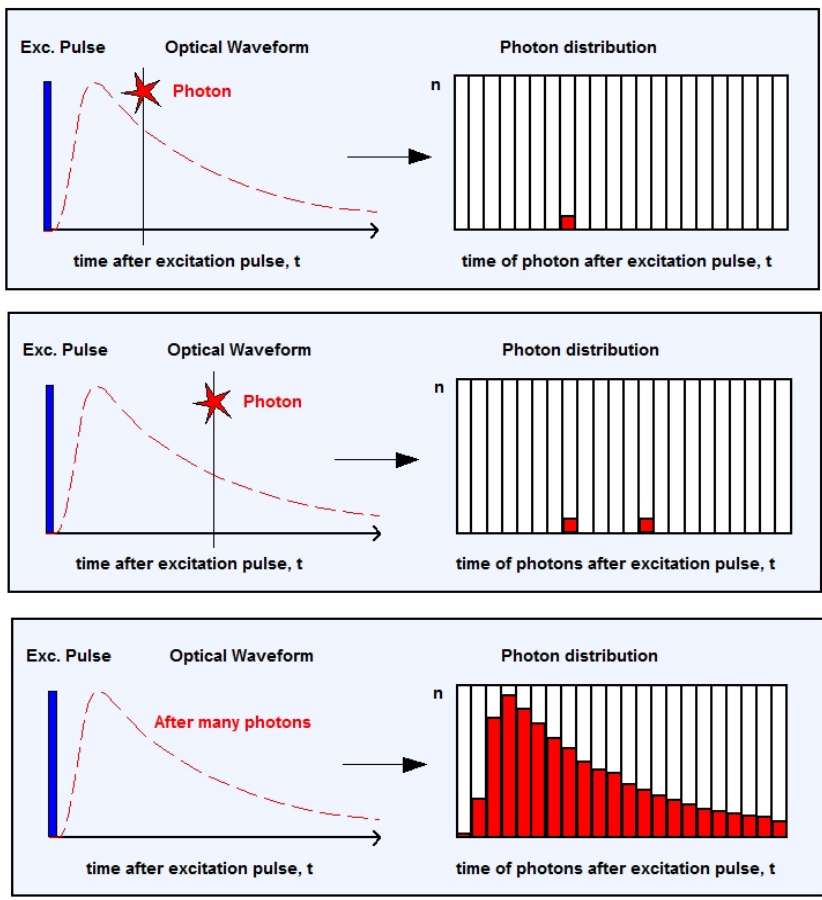 Exc. Pulse Optical Waveform Photon distribution
Photon
n
time after excitation pulse, t time of photon after excitation pulse, t
Exc. Pulse Optical Waveform Photon distribution
Photon
n
time after excitation pulse, t time of photons after excitation pulse, t
Exc. Pulse Optical Waveform Photon distribution
After many photons
n
time after excitation pulse, t time of photons after excitation pulse, t